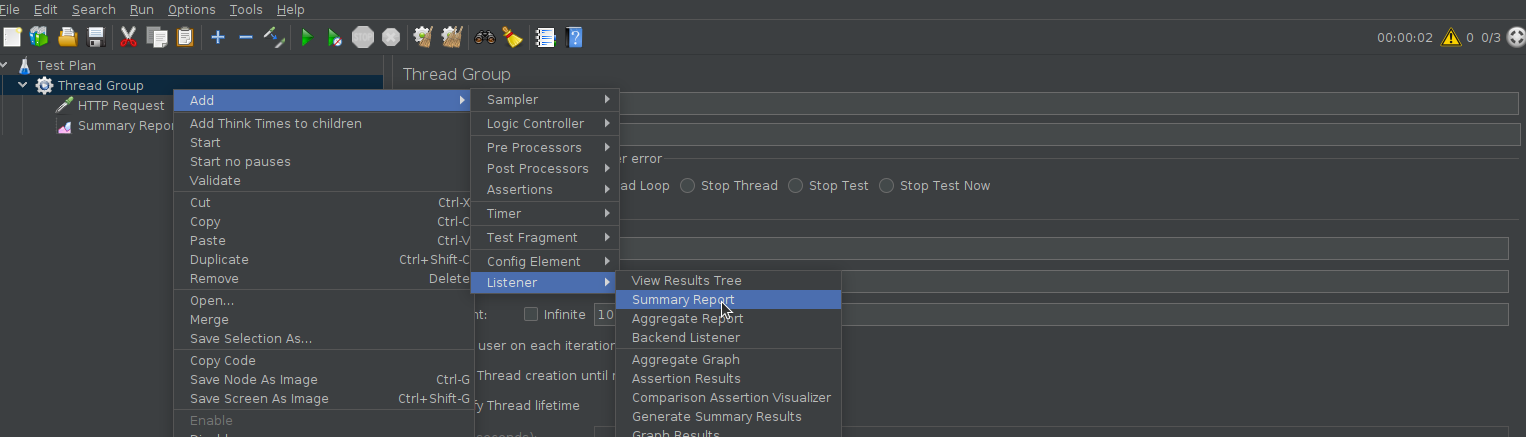 File Edit Search Run Options Tools Help
00:00:02 0 0/3
Test Plan
Thread Group
HTTP Request
Summary Repor
Thread Group
Add
Add Think Times to children
Start
Start no pauses
Validate
Cut Ctrl-X
Copy Ctrl-C
Paste Ctrl-V
Duplicate Ctrl+Shift-C
Remove Delete
Open...
Merge
Save Selection As...
Copy Code
Save Node As Image Ctrl-G
Save Screen As Image Ctrl+Shift-G
Enable
Sampler
Logic Controller
Pre Processors
Post Processors
Assertions
Timer
Test Fragment
Config Element
Listener
View Results Tree
Summary Report
Aggregate Report
Backend Listener
Aggregate Graph
Assertion Results
Comparison Assertion Visualizer
Generate Summary Results
Graph Results
er error
ad Loop Stop Thread Stop Test Stop Test Now
nt: Infinite 10
user on each iteration
Thread creation until
fy Thread lifetime